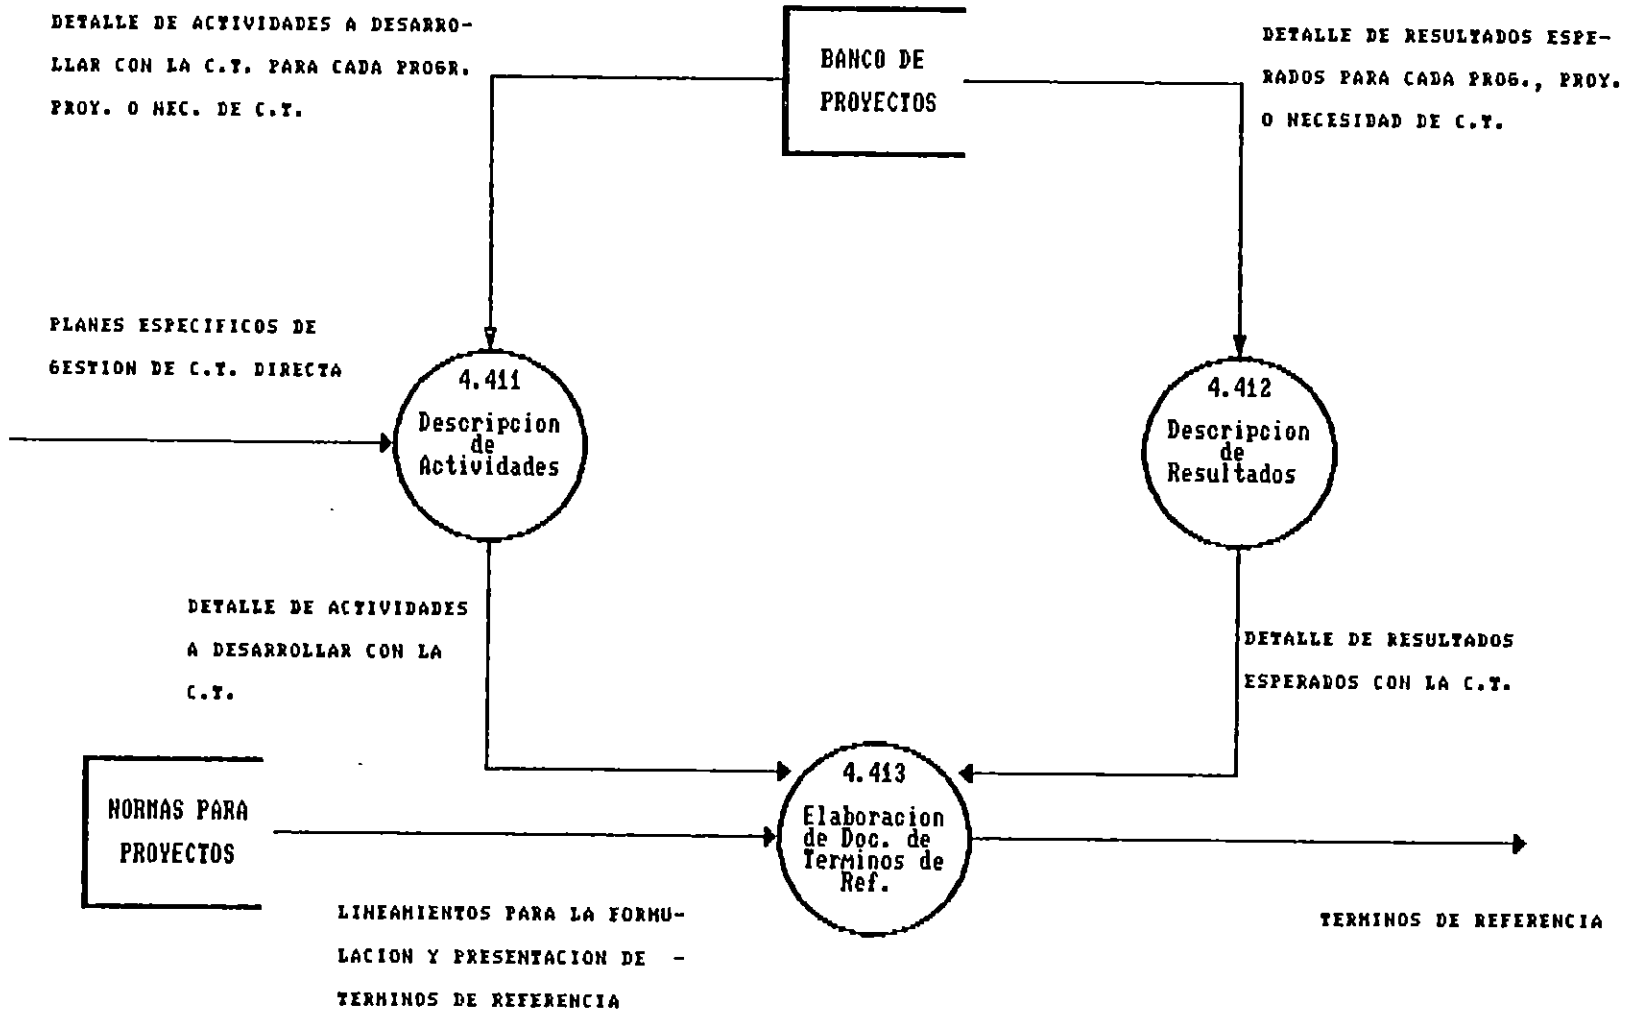 DETALLE DE ACTIVIDADES A DESARRO-
LLAR CON LA C.T. PARA CADA PROGR.
PROY. O NEC. DE C.T.
BANCO DE
PROYECTOS
DETALLE DE RESULTADOS ESPE-
RADOS PARA CADA PROG., PROY.
O NECESIDAD DE C.T.
PLANES ESPECIFICOS DE
GESTION DE C.T. DIRECTA
4.411
Descripcion
de
Actividades
4.412
Descripcion
de
Resultados
DETALLE DE ACTIVIDADES
A DESARROLLAR CON LA
C.T.
DETALLE DE RESULTADOS
ESPERADOS CON LA C.T.
NORMAS PARA
PROYECTOS
4.413
Elaboracion
de Doc. de
Terminos de
Ref.
LINEAMIENTOS PARA LA FORMU-
LACION Y PRESENTACION DE -
TERMINOS DE REFERENCIA
TERMINOS DE REFERENCIA